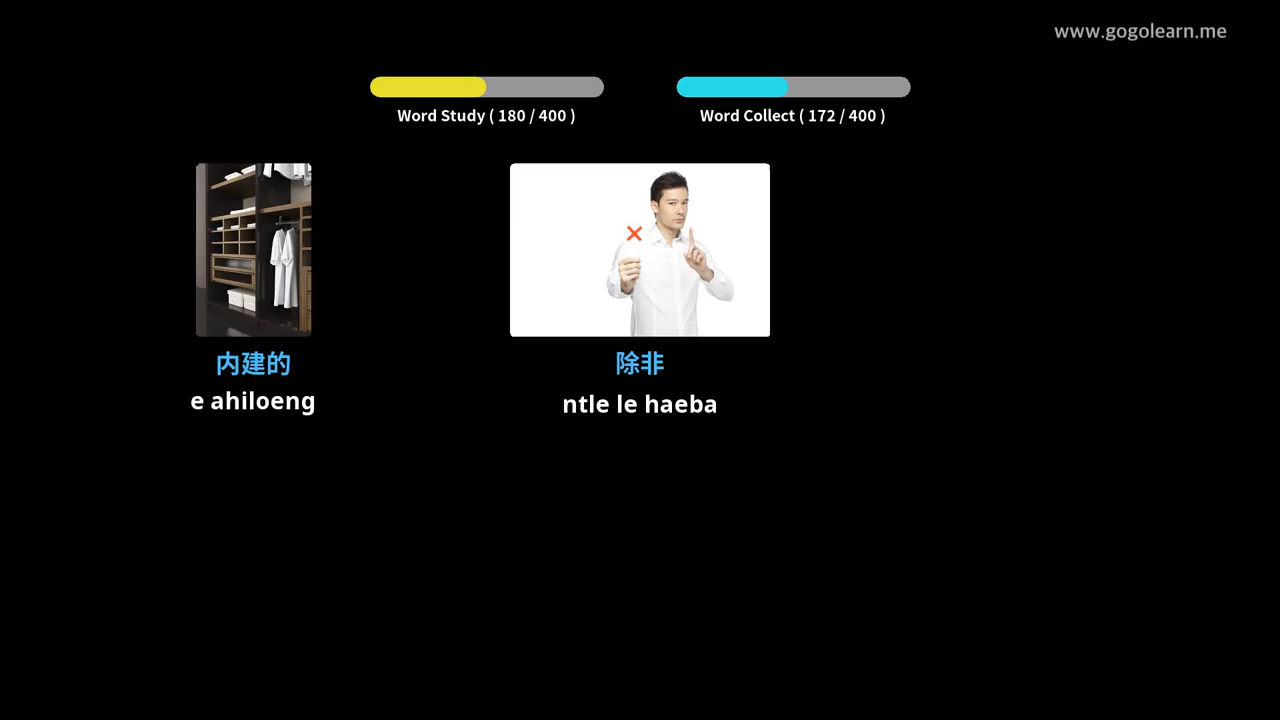 www.gogolearn.me
Word Study ( 180 / 400 )
Word Collect ( 172 / 400 )
内建的
e ahiloeng
除非
ntle le haeba